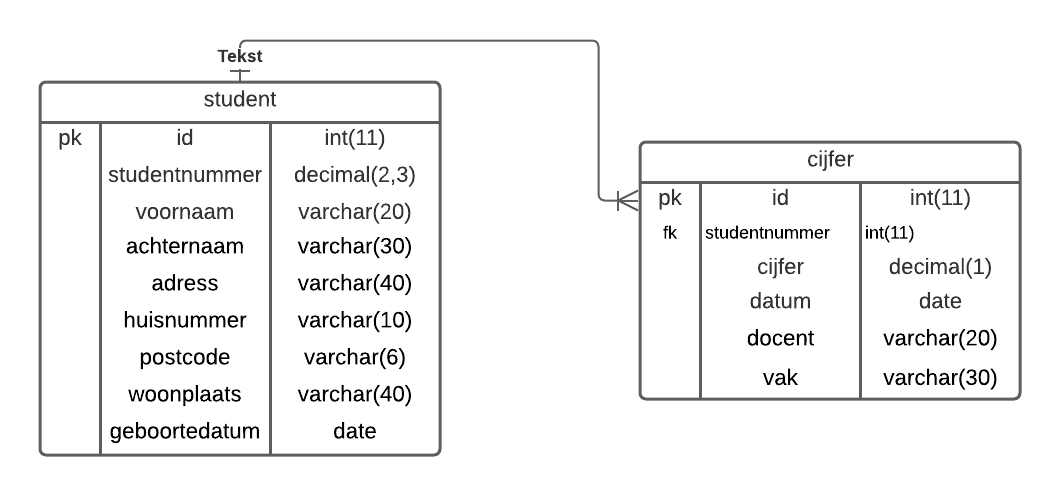 Tekst
student
pk id int(11)
studentnummer decimal(2,3)
voornaam varchar(20)
achternaam varchar(30)
adress varchar(40)
huisnummer varchar(10)
postcode varchar(6)
woonplaats varchar(40)
geboortedatum date
cijfer
pk id int(11)
fk studentnummer int(11)
cijfer decimal(1)
datum date
docent varchar(20)
vak varchar(30)